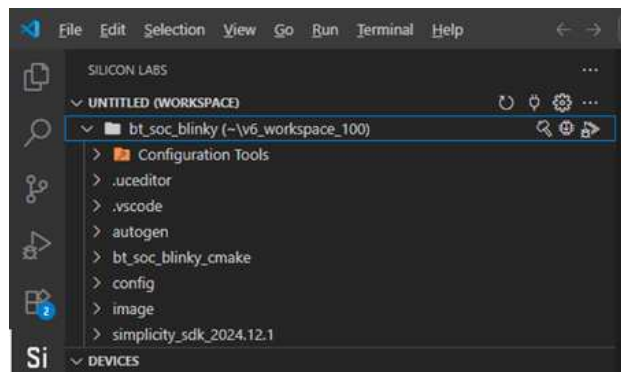 File Edit Selection View Go Run Terminal Help
SILICON LABS
UNTITLED (WORKSPACE)
bt_soc_blinky (~\v6_workspace_100)
Configuration Tools
.uceditor
.vscode
autogen
bt_soc_blinky_cmake
config
2
image
simplicity_sdk_2024.12.1
Si
DEVICES